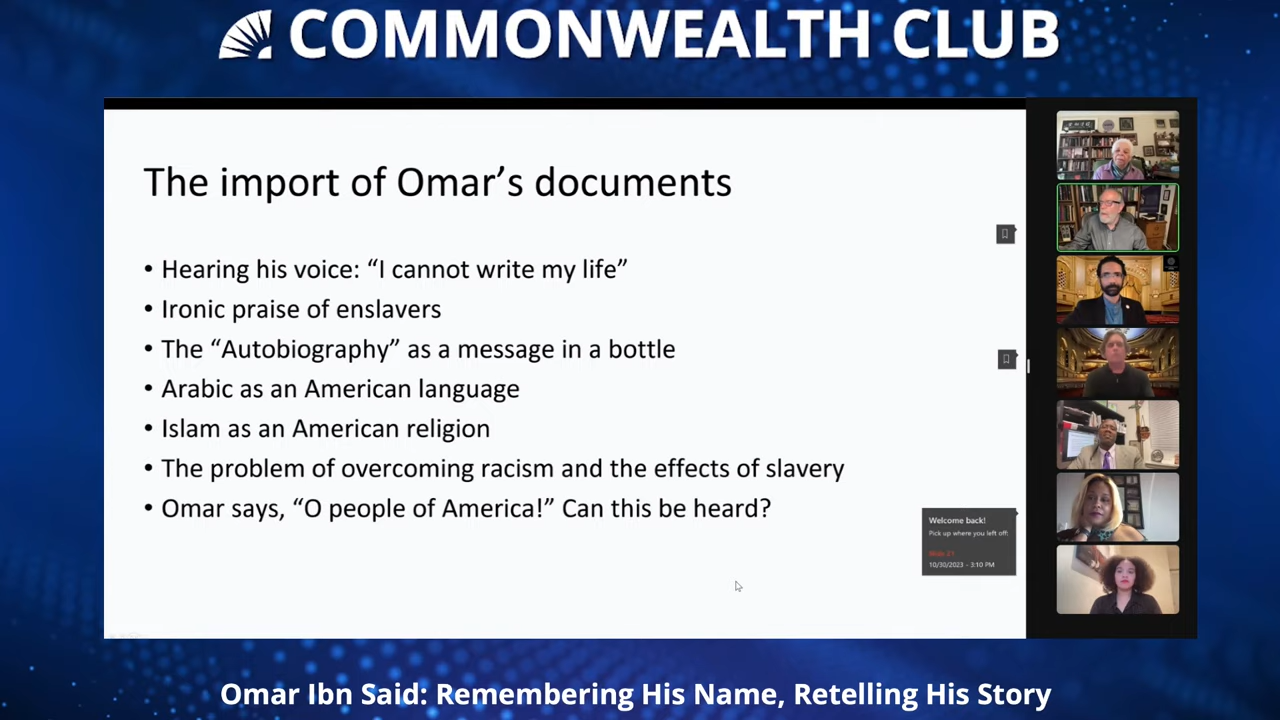 COMMONWEALTH CLUB
The import of Omar’s documents
• Hearing his voice: “I cannot write my life”
• Ironic praise of enslavers
• The “Autobiography” as a message in a bottle
• Arabic as an American language
• Islam as an American religion
• The problem of overcoming racism and the effects of slavery
• Omar says, “O people of America!” Can this be heard?
Welcome back!
Pick up where you left off:
Slide 21
10/30/2023 - 3:10 PM
Omar Ibn Said: Remembering His Name, Retelling His Story